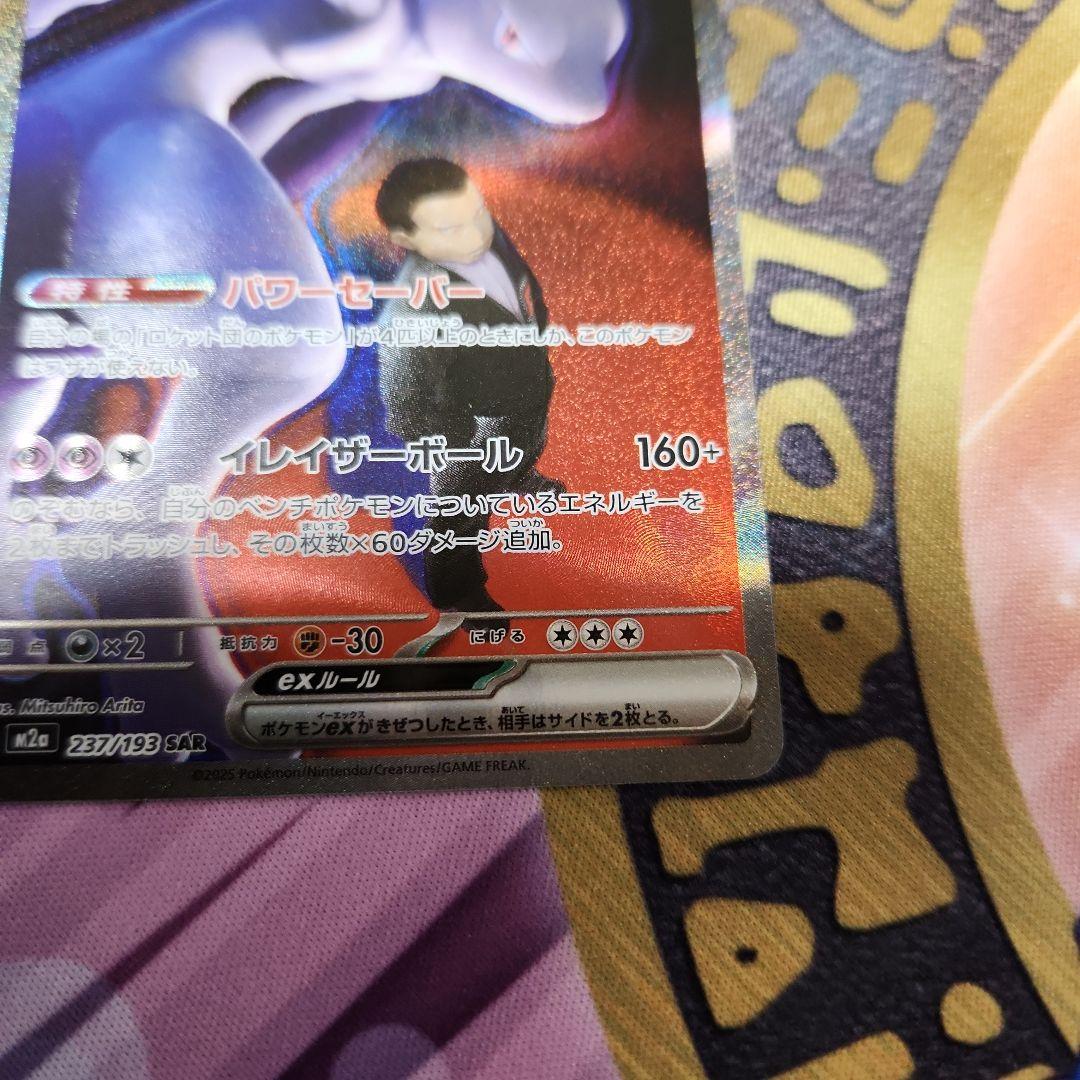 特性 パワーセーバー
自分の場の「ロケット団のポケモン」が4匹以上のときにしか、このポケモン
はワザが使えない。
イレイザーボール 160+
のぞむなら、自分のベンチポケモンについているエネルギーを
2枚までトラッシュし、その枚数×60ダメージ追加。
弱点 ×2 抵抗力 -30 にげる
exルール
ポケモンexがきぜつしたとき、相手はサイドを2枚とる。
us. Mitsuhiro Arita
M2a 237/193 SAR
©2025 Pokémon/Nintendo/Creatures/GAME FREAK.